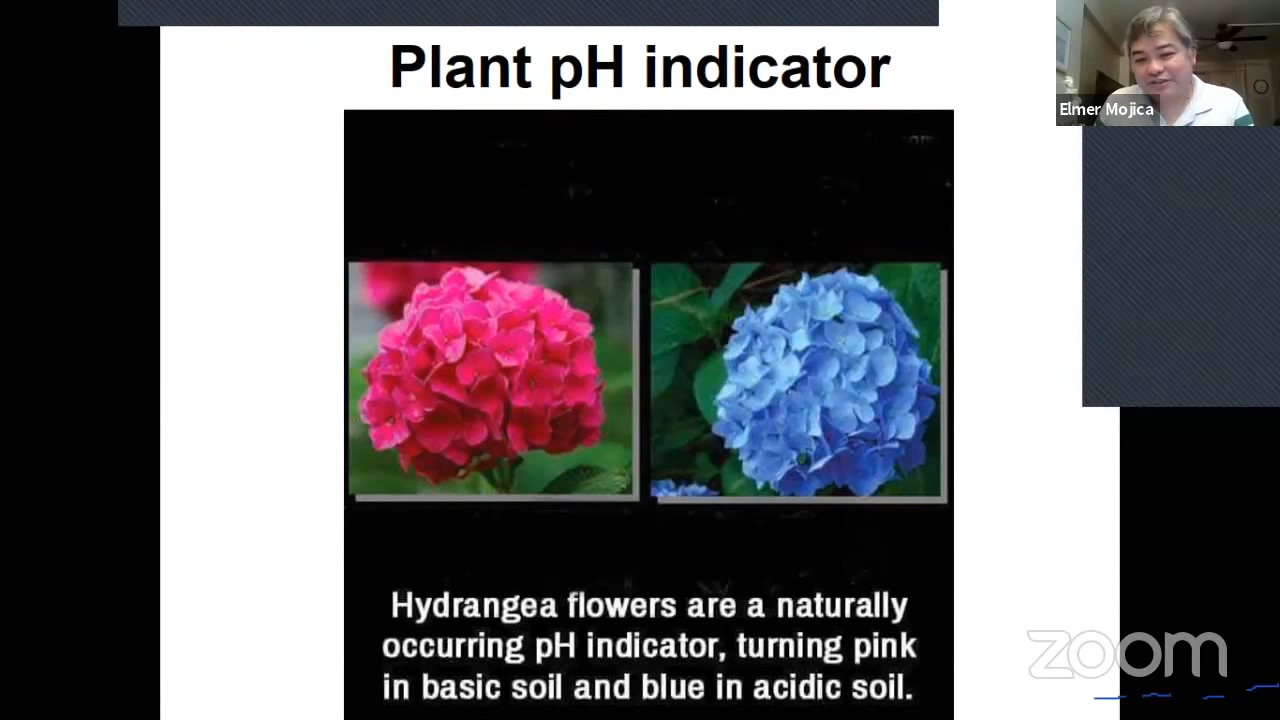 Plant pH indicator
Elmer Mojica
Hydrangea flowers are a naturally
occurring pH indicator, turning pink
in basic soil and blue in acidic soil.
zoom